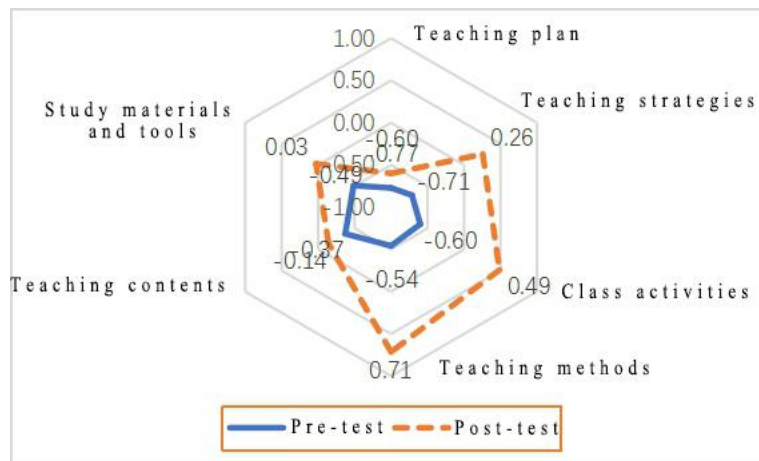 1.00
Teaching plan
0.50
Study materials
and tools
Teaching strategies
0.00
0.26
0.03
-0.60
0.77
0.50
-0.49
-0.71
-1.00
-0.60
-0.37
-0.14
Teaching contents
-0.54
0.49
Class activities
0.71
Teaching methods
Pre-test
Post-test